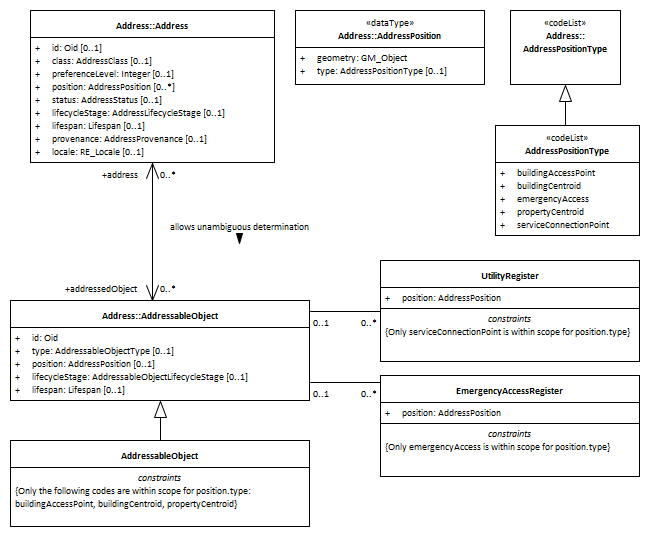 Address::Address
+ id: Oid [0..1]
+ class: AddressClass [0..1]
+ preferenceLevel: Integer [0..1]
+ position: AddressPosition [0..*]
+ status: AddressStatus [0..1]
+ lifecycleStage: AddressLifecycleStage [0..1]
+ lifespan: Lifespan [0..1]
+ provenance: AddressProvenance [0..1]
+ locale: RE_Locale [0..1]
«dataType»
Address::AddressPosition
+ geometry: GM_Object
+ type: AddressPositionType [0..1]
«codeList»
Address::
AddressPositionType
«codeList»
AddressPositionType
+ buildingAccessPoint
+ buildingCentroid
+ emergencyAccess
+ propertyCentroid
+ serviceConnectionPoint
+address 0..*
allows unambiguous determination
+addressedObject 0..*
Address::AddressableObject
+ id: Oid
+ type: AddressableObjectType [0..1]
+ position: AddressPosition [0..1]
+ lifecycleStage: AddressableObjectLifecycleStage [0..1]
+ lifespan: Lifespan [0..1]
0..1 0..*
UtilityRegister
+ position: AddressPosition
constraints
{Only serviceConnectionPoint is within scope for position.type}
0..1 0..*
EmergencyAccessRegister
+ position: AddressPosition
constraints
{Only emergencyAccess is within scope for position.type}
AddressableObject
constraints
{Only the following codes are within scope for position.type:
buildingAccessPoint, buildingCentroid, propertyCentroid}